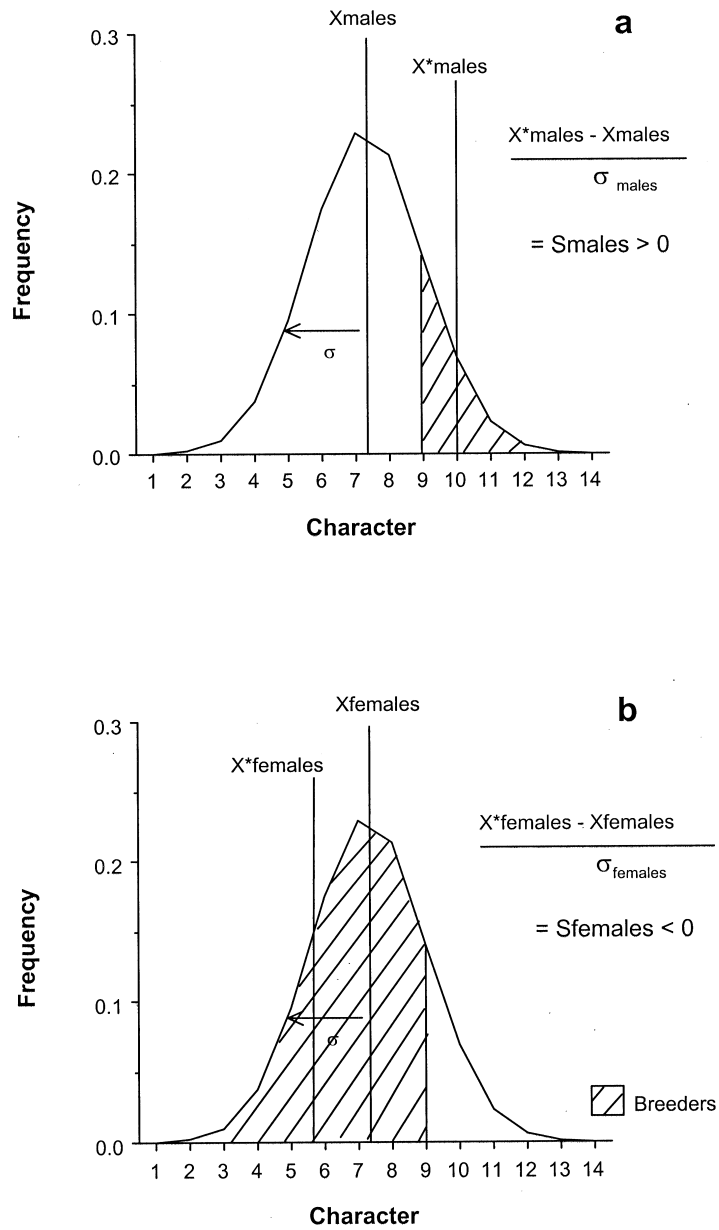 Xmales
a
0.3
X*males
X*males - Xmales
σ males
0.2
= Smales > 0
Frequency
0.1
σ
0.0
1 2 3 4 5 6 7 8 9 10 11 12 13 14
Character
Xfemales
b
0.3
X*females
X*females - Xfemales
σfemales
0.2
= Sfemales < 0
Frequency
0.1
σ
Breeders
0.0
1 2 3 4 5 6 7 8 9 10 11 12 13 14
Character